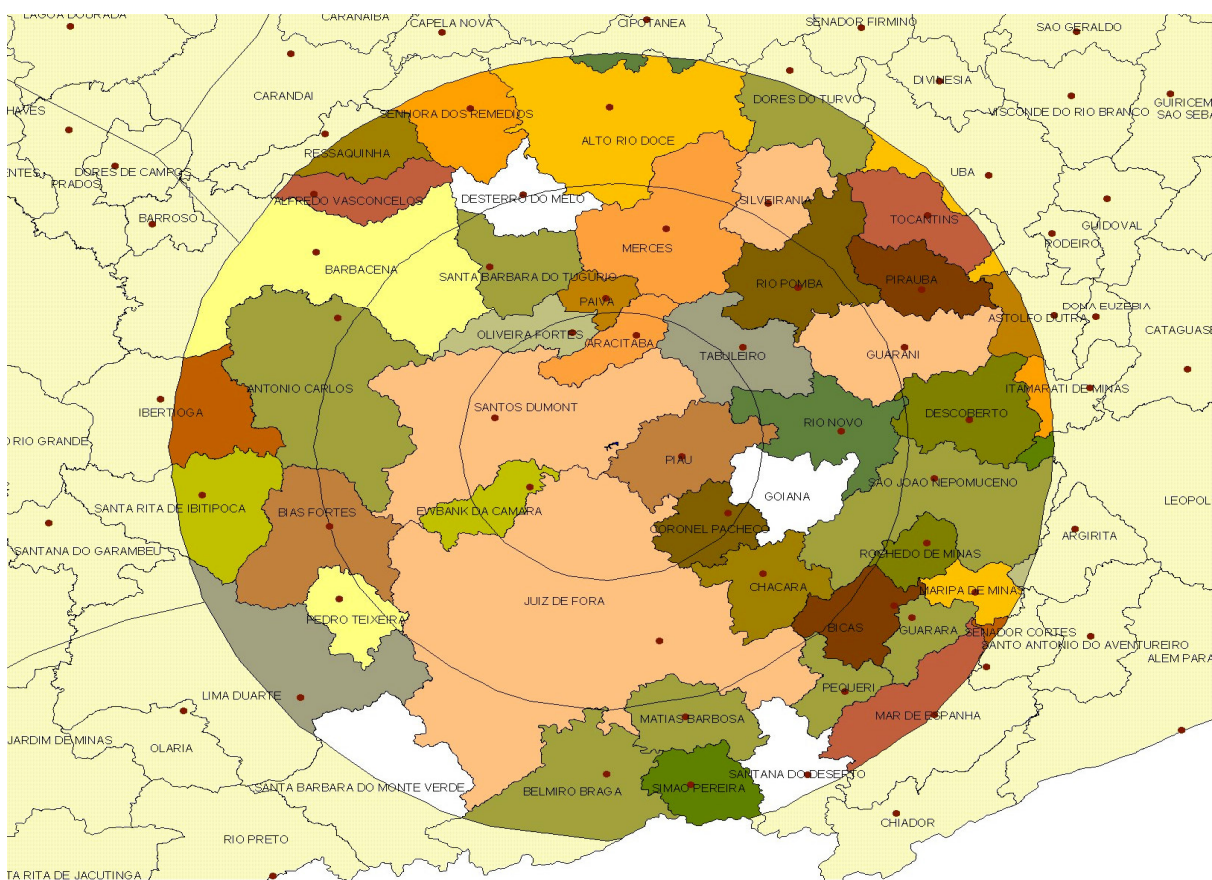 LAGOA DOURADA
CARANAIBA
CAPELA NOVA
CIPOTANEA
SENADOR FIRMINO
SAO GERALDO
DIVINESIA
CARANDAI
DORES DO TURVO
VISCONDE DO RIO BRANCO
GUIRICEM
SAO SEBA
HAVES
SENHORA DOS REMEDIOS
ALTO RIO DOCE
RESSAQUINHA
DORES DE CAMPOS
ENTES
PRADOS
UBA
ALFREDO VASCONCELOS
DESTERRO DO MELO
SILVEIRANIA
BARROSO
TOCANTINS
GUIDOVAL
RODEIRO
MERCES
BARBACENA
SANTA BARBARA DO TUGURIO
RIO POMBA
PIRAUBA
PAIVA
DONA EUZEBIA
ASTOLFO DUTRA
CATAGUASE
OLIVEIRA FORTES
ARACITABA
TABULEIRO
GUARANI
ANTONIO CARLOS
ITAMARATI DE MINAS
SANTOS DUMONT
IBERTIOGA
DESCOBERTO
RIO NOVO
O RIO GRANDE
PIAU
SAO JOAO NEPOMUCENO
GOIANA
LEOPOL
SANTA RITA DE IBITIPOCA
BIAS FORTES
EWBANK DA CAMARA
CORONEL PACHECO
ARGIRITA
SANTANA DO GARAMBEU
ROCHEDO DE MINAS
CHACARA
MARIPA DE MINAS
JUIZ DE FORA
PEDRO TEIXEIRA
BICAS
GUARARA
SENADOR CORTES
SANTO ANTONIO DO AVENTUREIRO
ALEM PARA
PEQUERI
LIMA DUARTE
MAR DE ESPANHA
MATIAS BARBOSA
JARDIM DE MINAS
OLARIA
SANTANA DO DESERTO
SANTA BARBARA DO MONTE VERDE
BELMIRO BRAGA
SIMAO PEREIRA
CHIADOR
RIO PRETO
TA RITA DE JACUTINGA